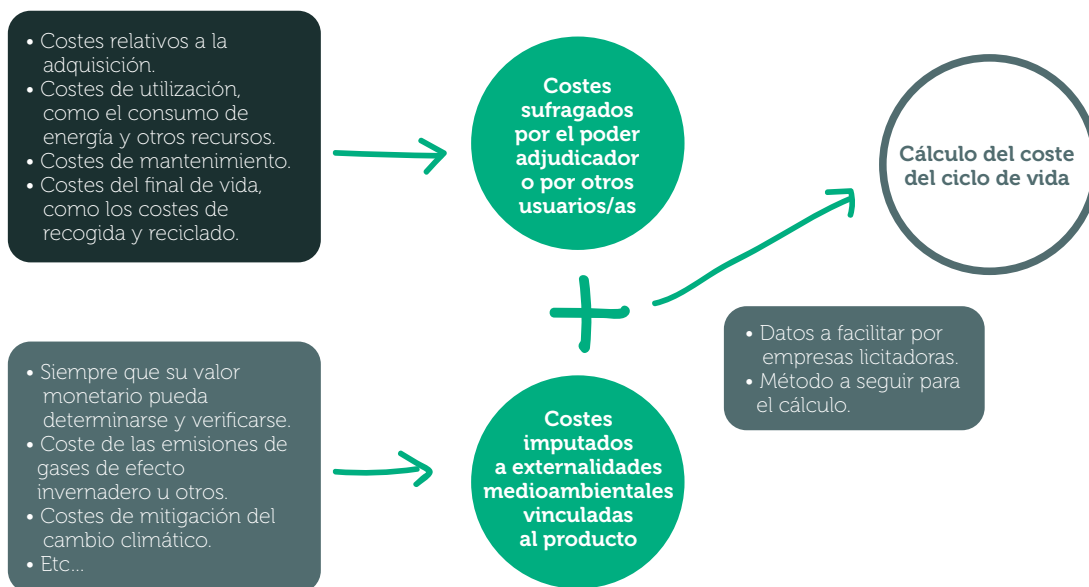 • Costes relativos a la
adquisición.
• Costes de utilización,
como el consumo de
energía y otros recursos.
• Costes de mantenimiento.
• Costes del final de vida,
como los costes de
recogida y reciclado.
Costes
sufragados
por el poder
adjudicador
o por otros
usuarios/as
Cálculo del coste
del ciclo de vida
• Siempre que su valor
monetario pueda
determinarse y verificarse.
• Coste de las emisiones de
gases de efecto
invernadero u otros.
• Costes de mitigación del
cambio climático.
• Etc...
Costes
imputados
a externalidades
medioambientales
vinculadas
al producto
• Datos a facilitar por
empresas licitadoras.
• Método a seguir para
el cálculo.